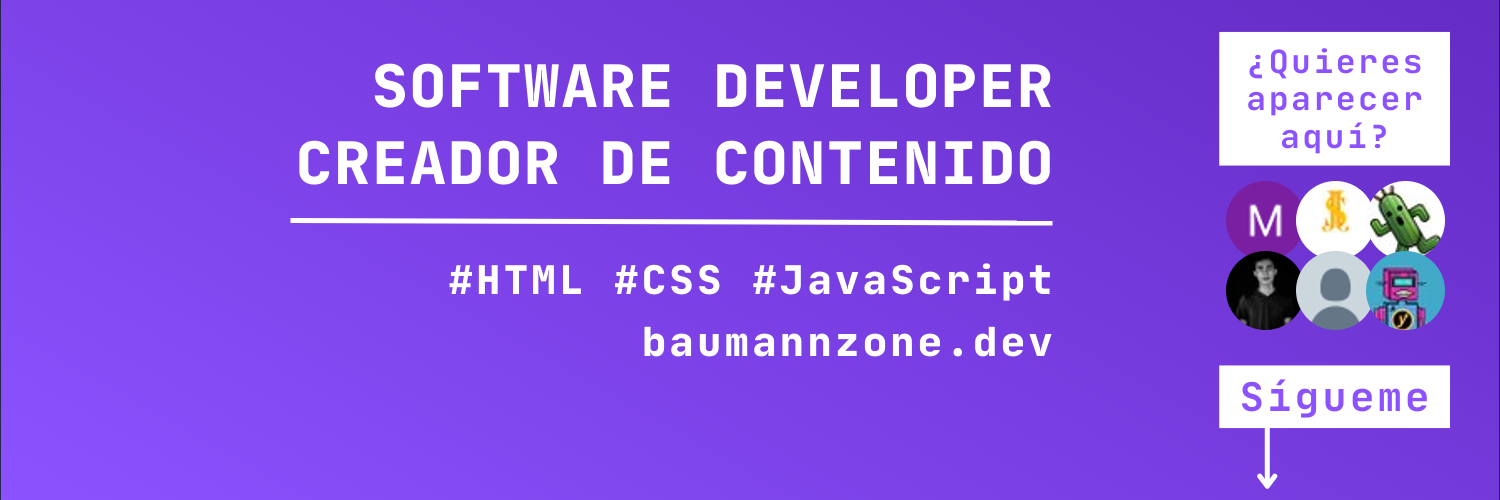 SOFTWARE DEVELOPER
CREADOR DE CONTENIDO
#HTML #CSS #JavaScript
baumannzone.dev
¿Quieres
aparecer
aquí?
M
Sígueme